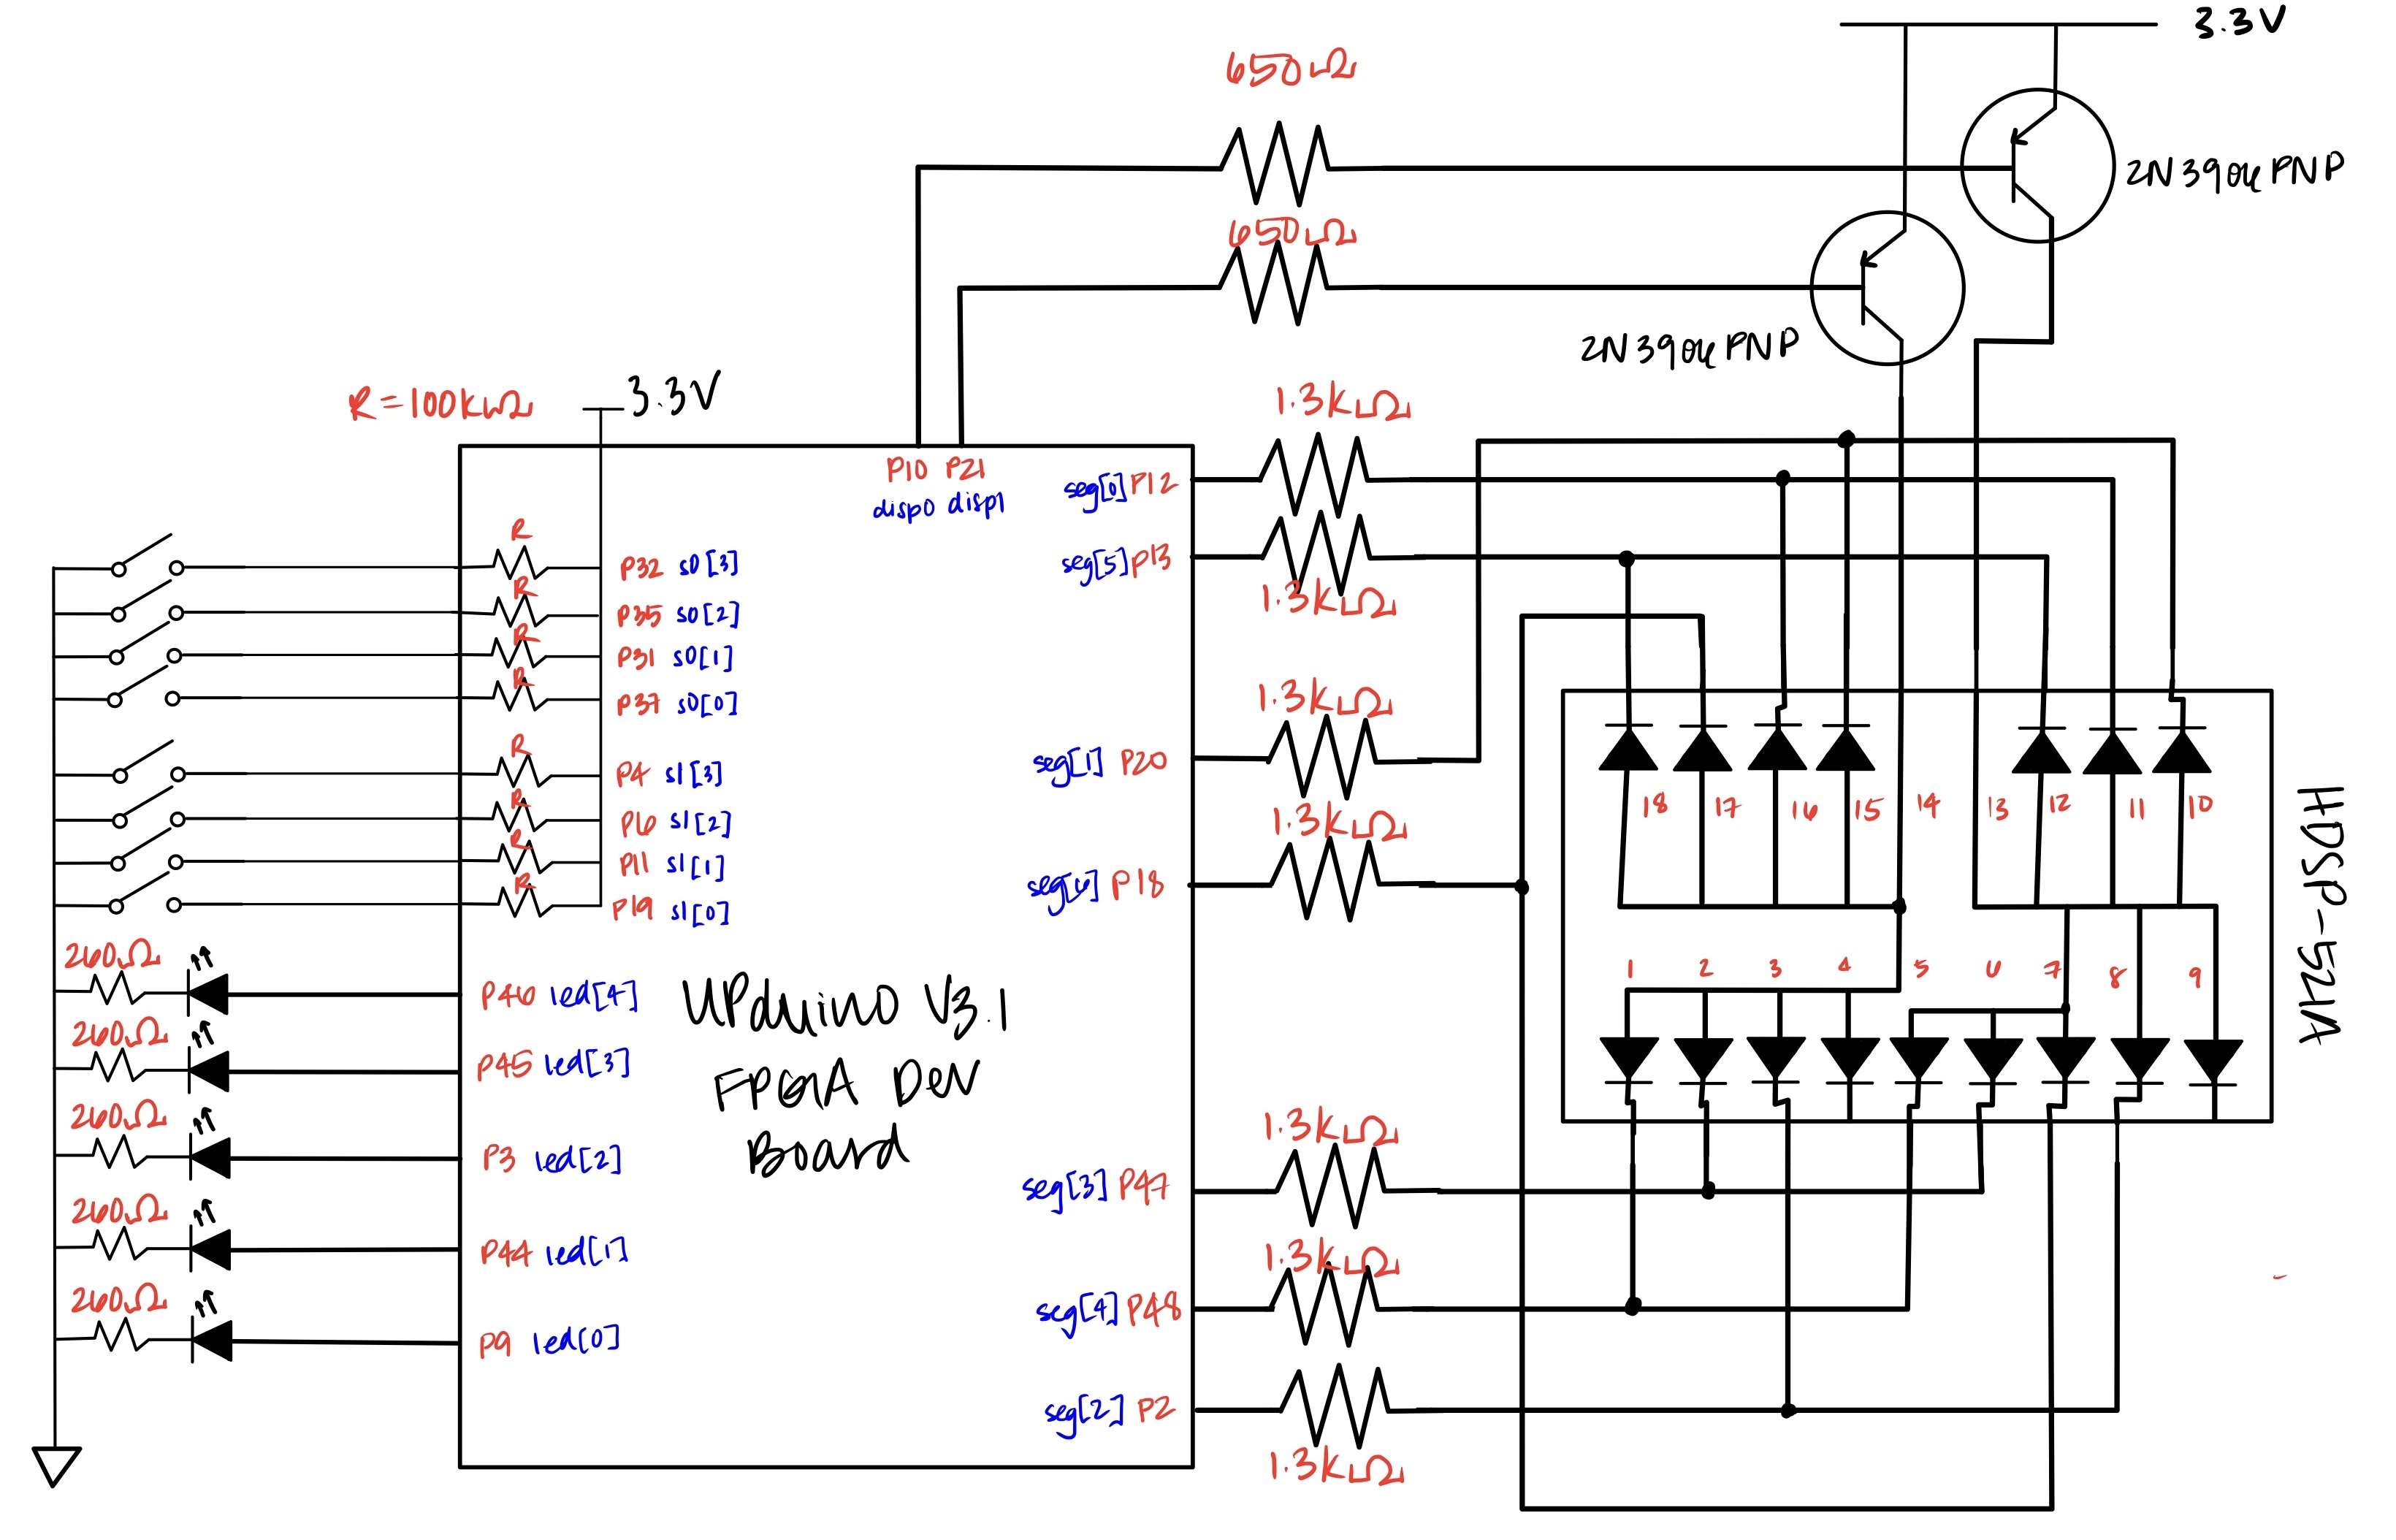 3.3V
650Ω
2N3906 PNP
650Ω
2N3906 PNP
R = 100kΩ
3.3V
1.3kΩ
P10 P21
disp0 disp1
seg[0] P12
seg[5] P13
1.3kΩ
R
P32 s0[3]
R
P35 s0[2]
R
P31 s0[1]
R
P37 s0[0]
1.3kΩ
seg[1] P20
R
P4 s1[3]
R
P6 s1[2]
R
P11 s1[1]
R
P19 s1[0]
1.3kΩ
seg[6] P18
18 17 16 15 14 13 12 11 10
1 2 3 4 5 6 7 8 9
HDSP-521A
260Ω
P46 led[4]
260Ω
P45 led[3]
260Ω
P3 led[2]
260Ω
P44 led[1]
260Ω
P9 led[0]
UPduino V3.1
FPGA Dev
Board
1.3kΩ
seg[3] P47
1.3kΩ
seg[4] P48
seg[2] P2
1.3kΩ